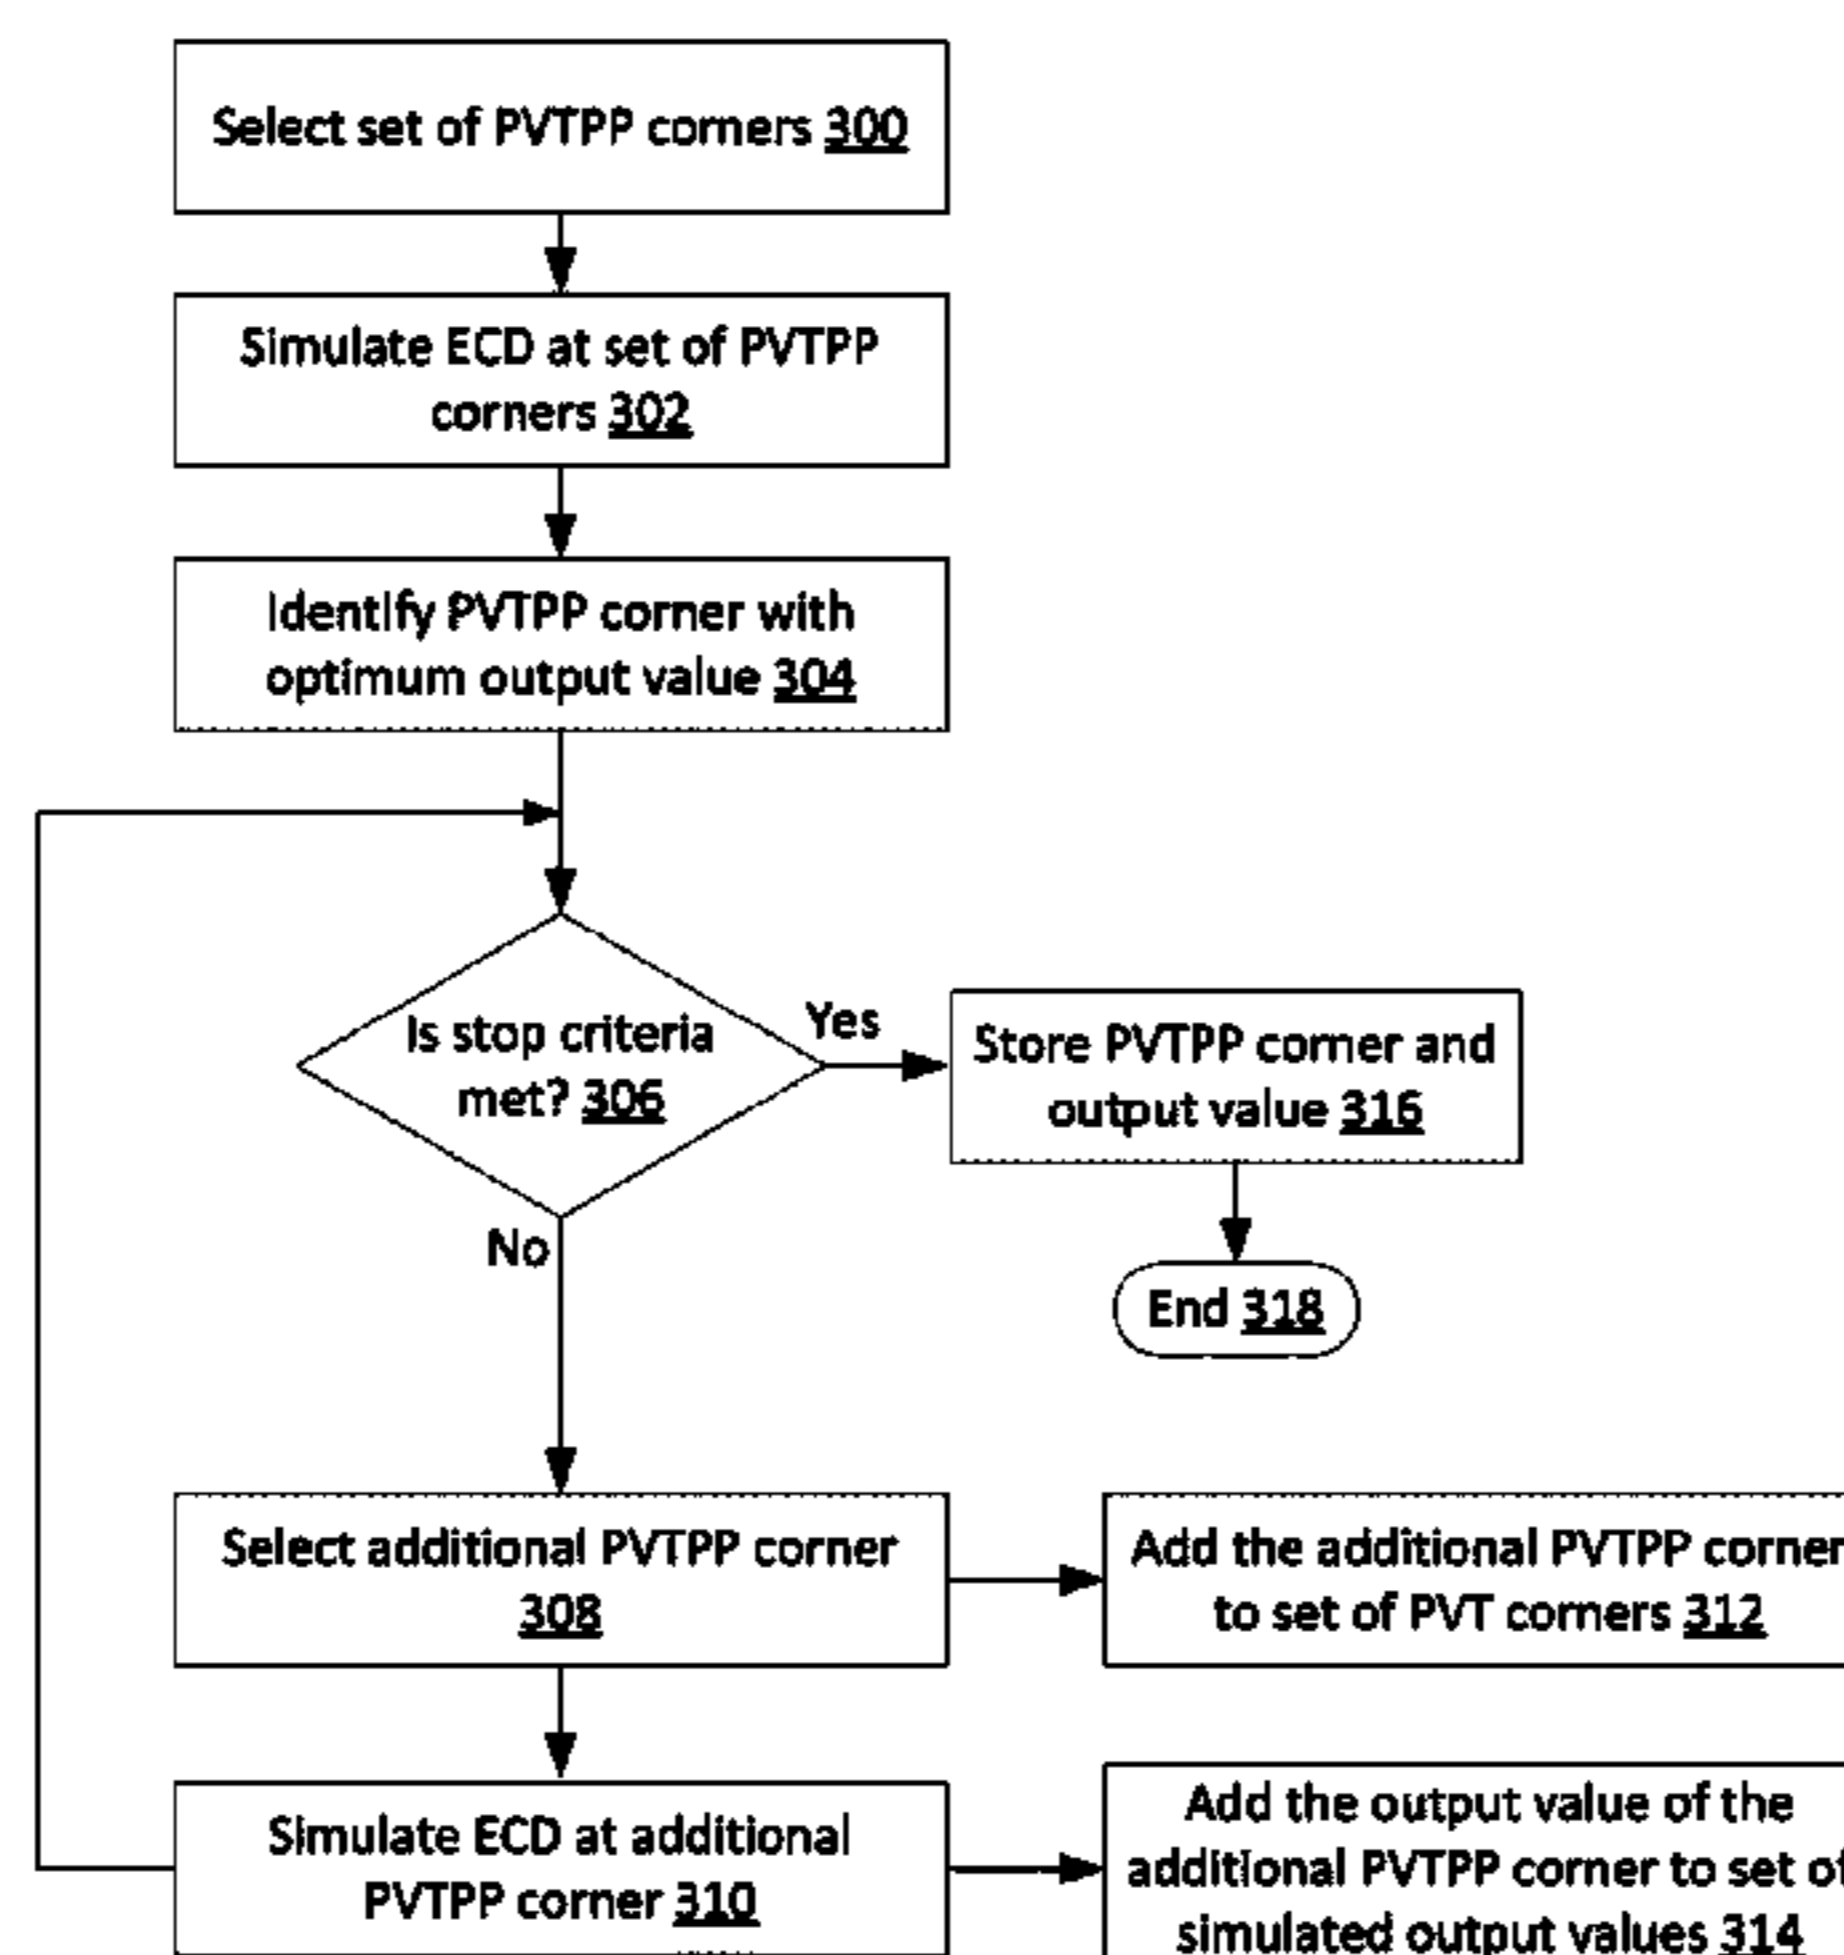 Select set of PVTPP corners 300
Simulate ECD at set of PVTPP
corners 302
Identify PVTPP corner with
optimum output value 304
Is stop criteria
met? 306
Yes
Store PVTPP corner and
output value 316
End 318
No
Select additional PVTPP corner
308
Add the additional PVTPP corner
to set of PVT corners 312
Simulate ECD at additional
PVTPP corner 310
Add the output value of the
additional PVTPP corner to set of
simulated output values 314